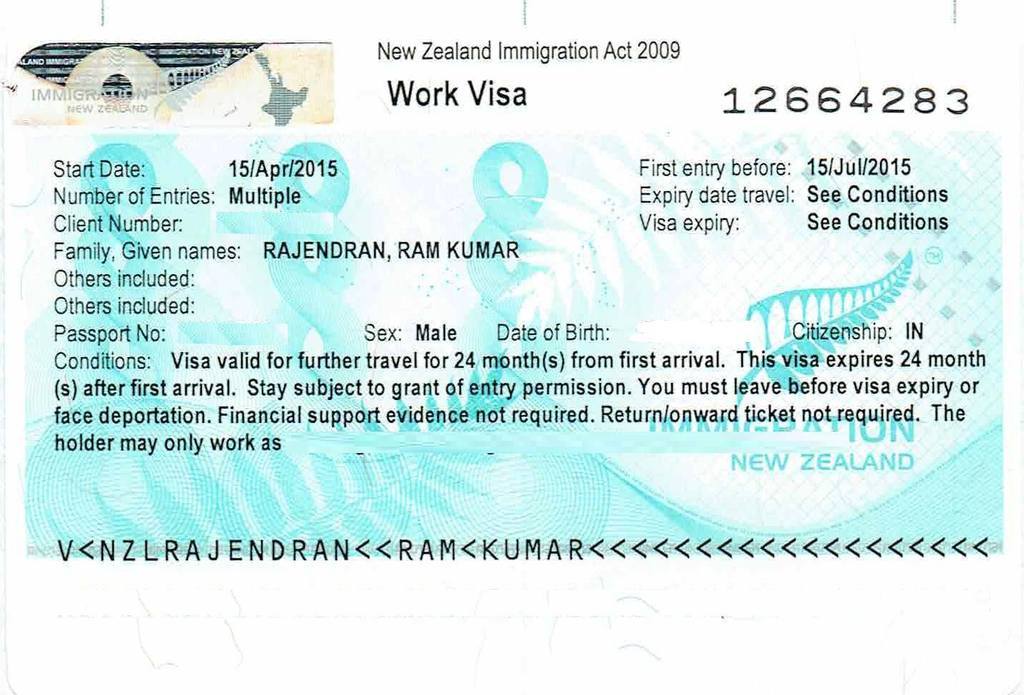 New Zealand Immigration Act 2009
IMMIGRATION
NEW ZEALAND
Work Visa
12664283
Start Date: 15/Apr/2015 First entry before: 15/Jul/2015
Number of Entries: Multiple Expiry date travel: See Conditions
Client Number: Visa expiry: See Conditions
Family, Given names: RAJENDRAN, RAM KUMAR
Others included:
Others included:
Passport No: Sex: Male Date of Birth: Citizenship: IN
Conditions: Visa valid for further travel for 24 month(s) from first arrival. This visa expires 24 month
(s) after first arrival. Stay subject to grant of entry permission. You must leave before visa expiry or
face deportation. Financial support evidence not required. Return/onward ticket not required. The
holder may only work as
NEW ZEALAND
V<NZLRAJENDRAN<<RAM<KUMAR<<<<<<<<<<<<<<<<<<<